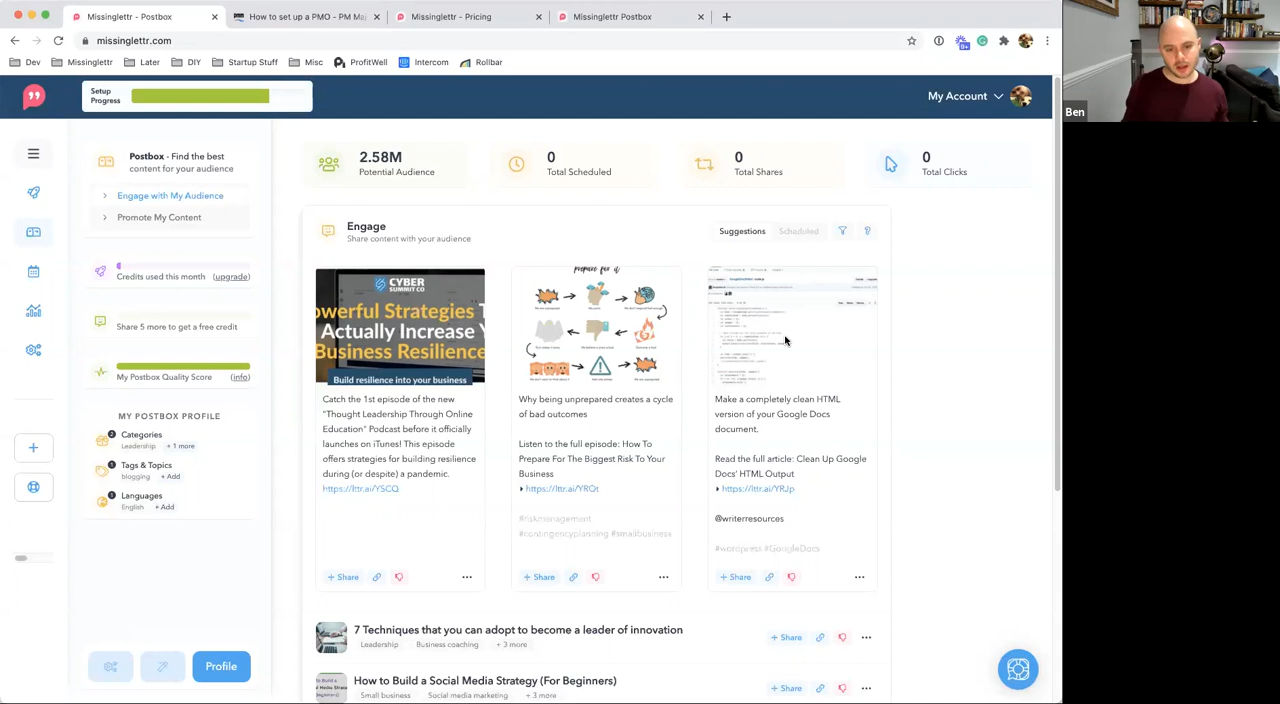 Missinglettr - Postbox
How to set up a PMO - PM Ma
Missinglettr - Pricing
Missinglettr Postbox
missinglettr.com
Dev
Missinglettr
Later
DIY
Startup Stuff
Misc
ProfitWell
Intercom
Rollbar
Ben
Setup
Progress
My Account
Postbox - Find the best
content for your audience
Engage with My Audience
Promote My Content
Credits used this month (upgrade)
Share 5 more to get a free credit
My Postbox Quality Score (info)
MY POSTBOX PROFILE
2
Categories
Leadership + 1 more
Tags & Topics
blogging + Add
Languages
English + Add
Profile
2.58M
Potential Audience
0
Total Scheduled
0
Total Shares
0
Total Clicks
Engage
Share content with your audience
Suggestions
Scheduled
CYBER
SUMMIT CO
owerful Strategies
Actually Increase
Business Resilienc
Build resilience into your business
Catch the 1st episode of the new
"Thought Leadership Through Online
Education" Podcast before it officially
launches on iTunes! This episode
offers strategies for building resilience
during (or despite) a pandemic.
https://lttr.ai/YSCQ
+ Share
prepare for it
Why being unprepared creates a cycle
of bad outcomes
Listen to the full episode: How To
Prepare For The Biggest Risk To Your
Business
https://lttr.ai/YROt
#riskmanagement
#contingencyplanning #smallbusiness
+ Share
Make a completely clean HTML
version of your Google Docs
document.
Read the full article: Clean Up Google
Docs' HTML Output
https://lttr.ai/YRJp
@writerresources
#worpress #GoogleDocs
+ Share
7 Techniques that you can adopt to become a leader of innovation
Leadership Business coaching + 3 more
+ Share
How to Build a Social Media Strategy (For Beginners)
Small business Social media marketing + 3 more
+ Share